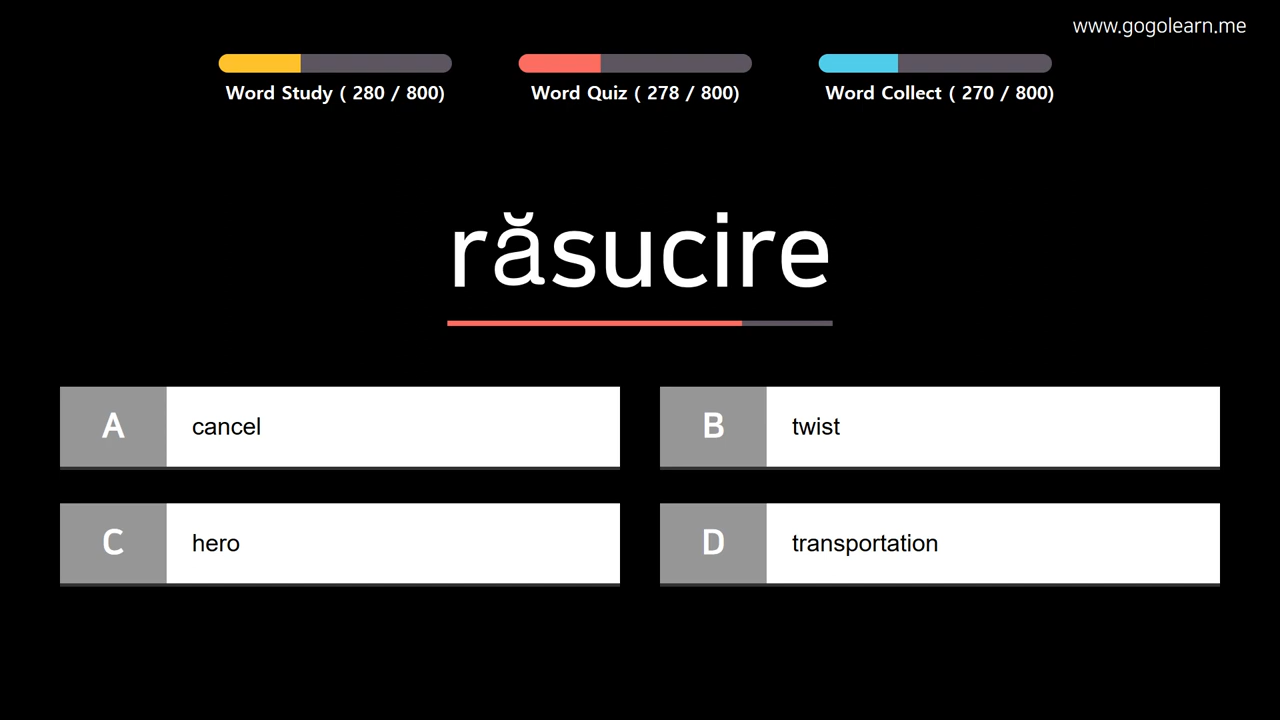 www.gogolearn.me
Word Study ( 280 / 800)
Word Quiz ( 278 / 800)
Word Collect ( 270 / 800)
răsucire
A cancel
B twist
C hero
D transportation